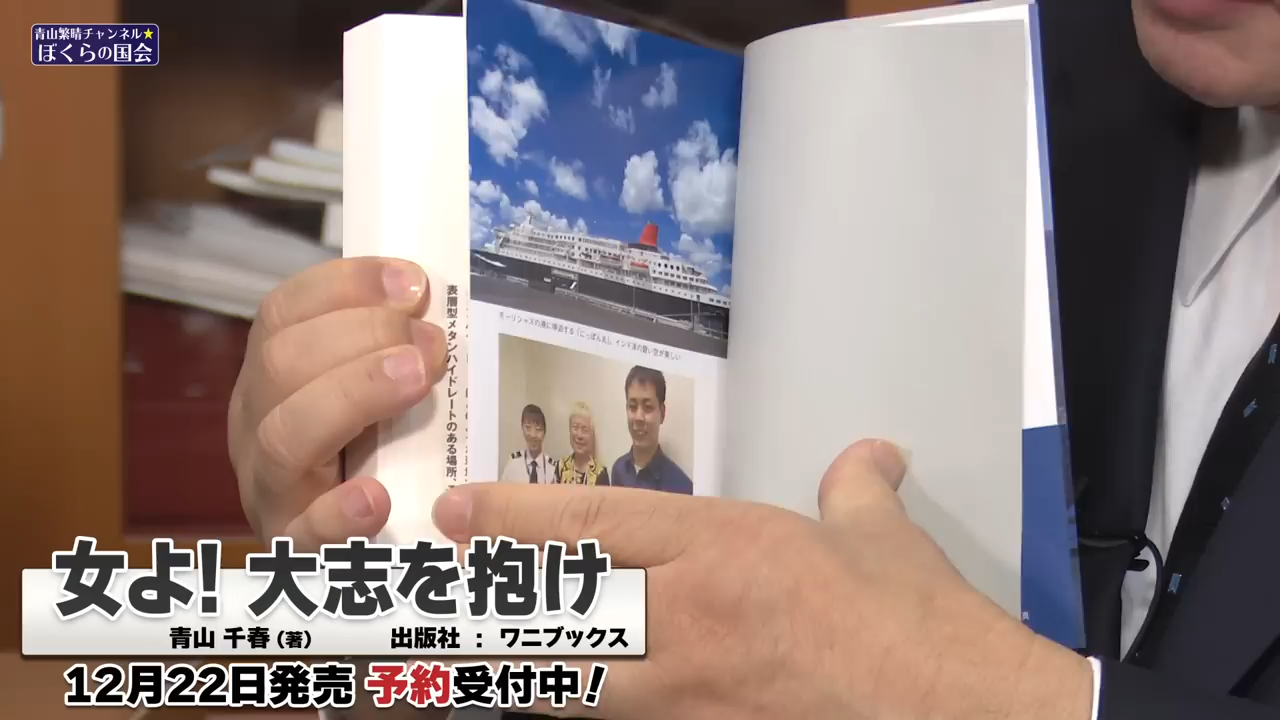 青山繁晴チャンネル★
ぼくらの国会
表層型メタンハイドレートのある場所、
モーリシャスの港に停泊する「にっぽん丸」。インド洋の碧い空が美しい
女よ！大志を抱け
青山 千春（著） 出版社 ： ワニブックス
12月22日発売 予約受付中！